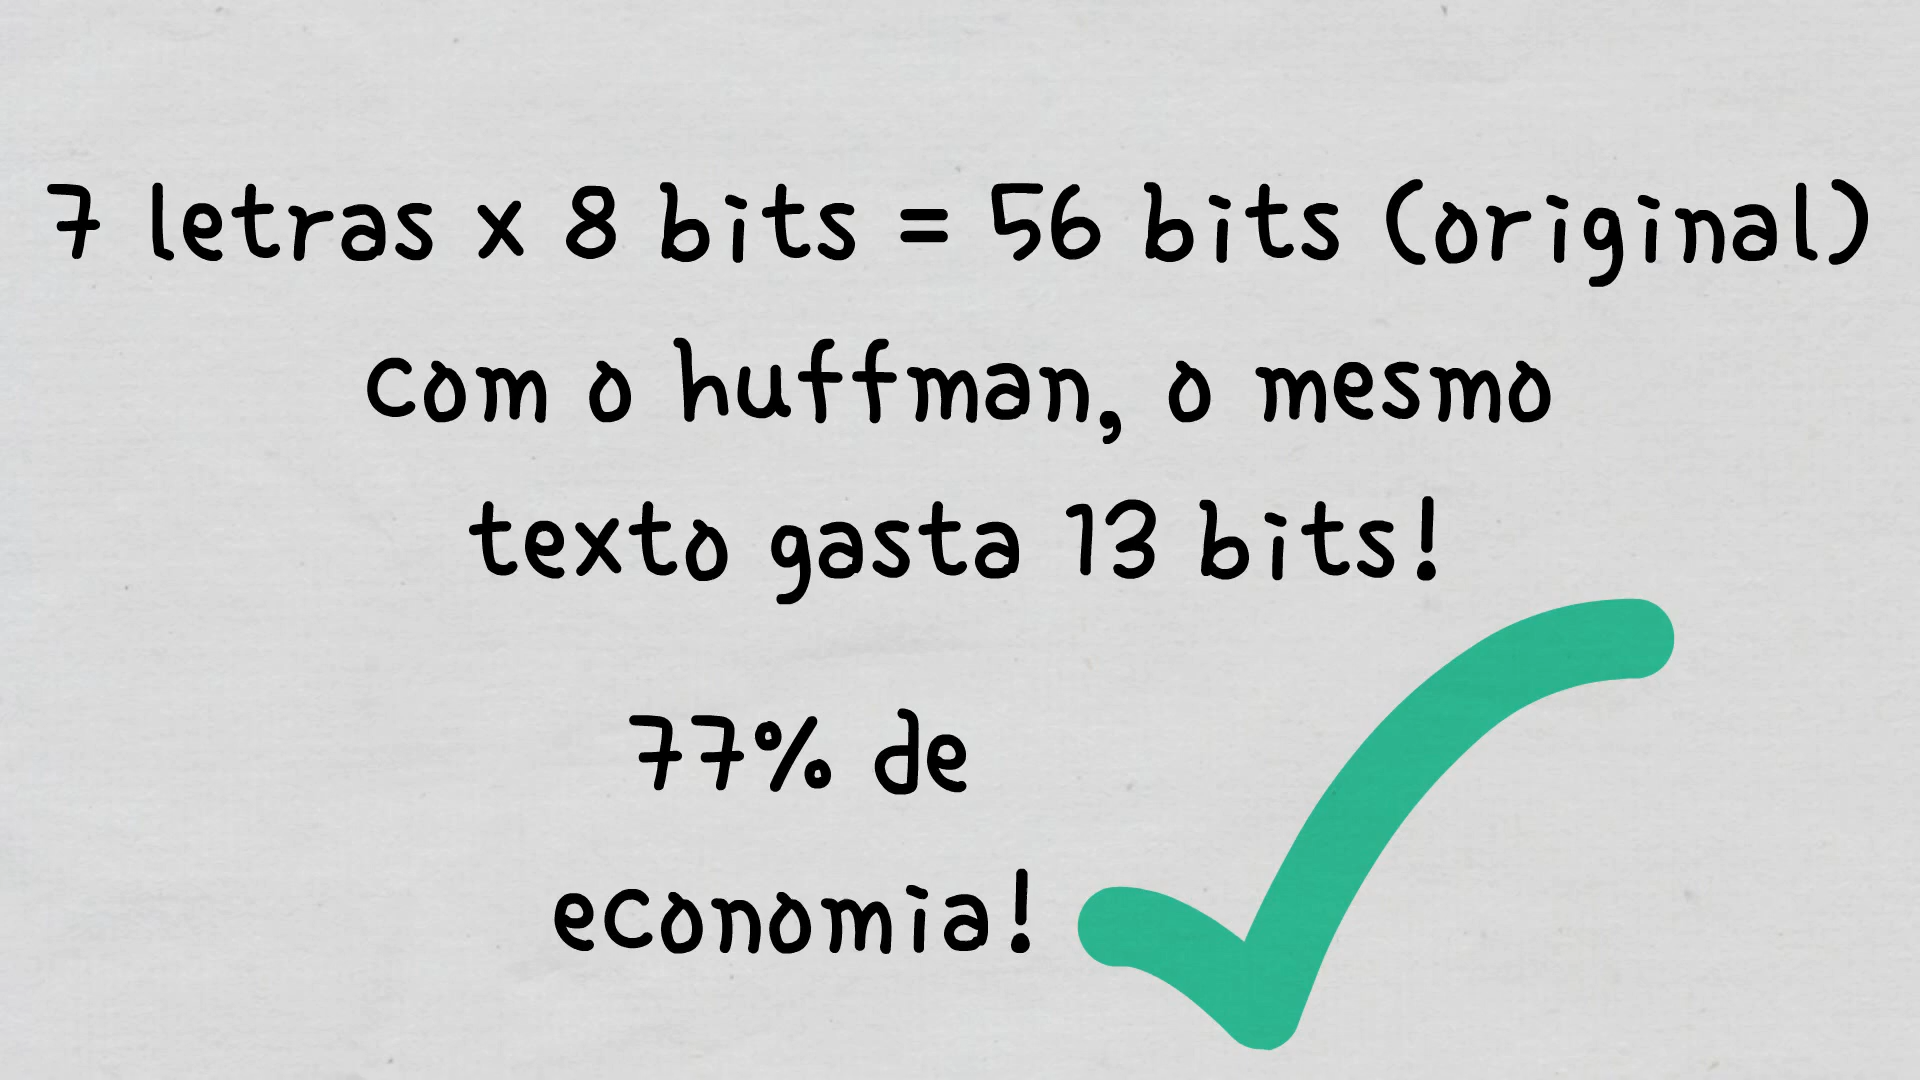 7 letras x 8 bits = 56 bits (original)
com o huffman, o mesmo
texto gasta 13 bits!
77% de
economia!